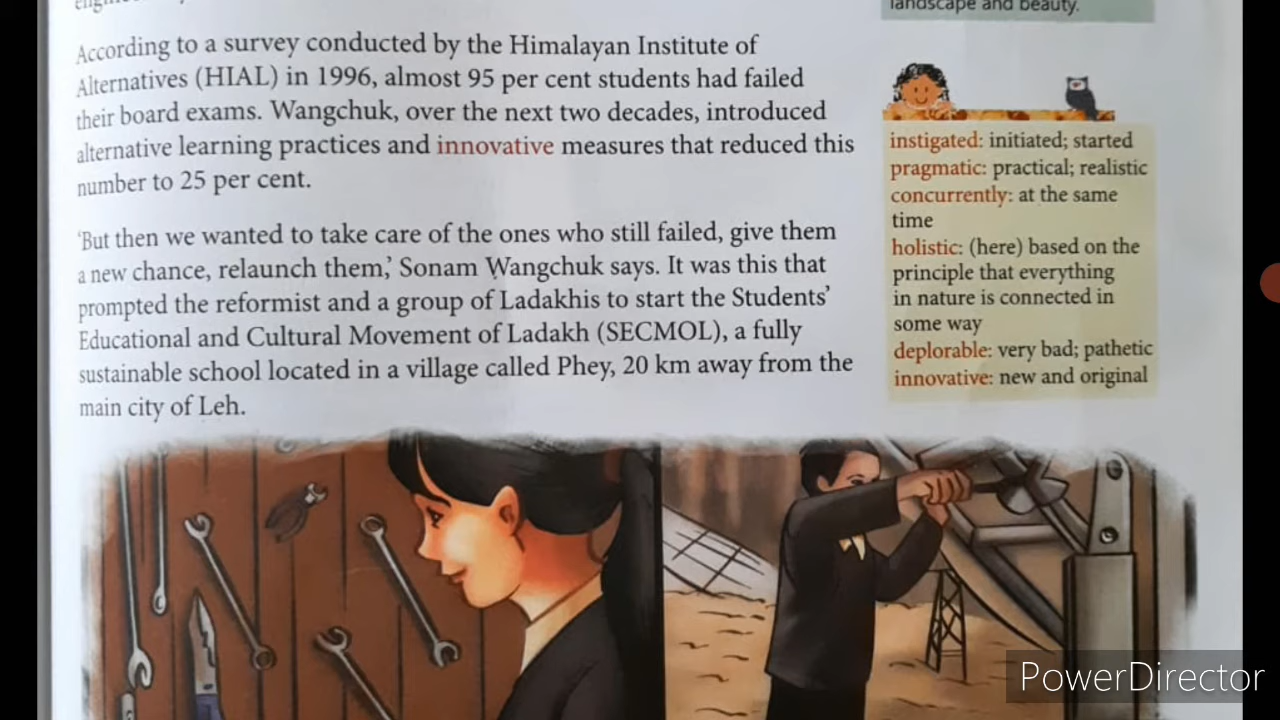 According to a survey conducted by the Himalayan Institute of
Alternatives (HIAL) in 1996, almost 95 per cent students had failed
their board exams. Wangchuk, over the next two decades, introduced
alternative learning practices and innovative measures that reduced this
number to 25 per cent.
‘But then we wanted to take care of the ones who still failed, give them
a new chance, relaunch them,’ Sonam Wangchuk says. It was this that
prompted the reformist and a group of Ladakhis to start the Students’
Educational and Cultural Movement of Ladakh (SECMOL), a fully
sustainable school located in a village called Phey, 20 km away from the
main city of Leh.
landscape and beauty.
instigated: initiated; started
pragmatic: practical; realistic
concurrently: at the same
time
holistic: (here) based on the
principle that everything
in nature is connected in
some way
deplorable: very bad; pathetic
innovative: new and original
PowerDirector